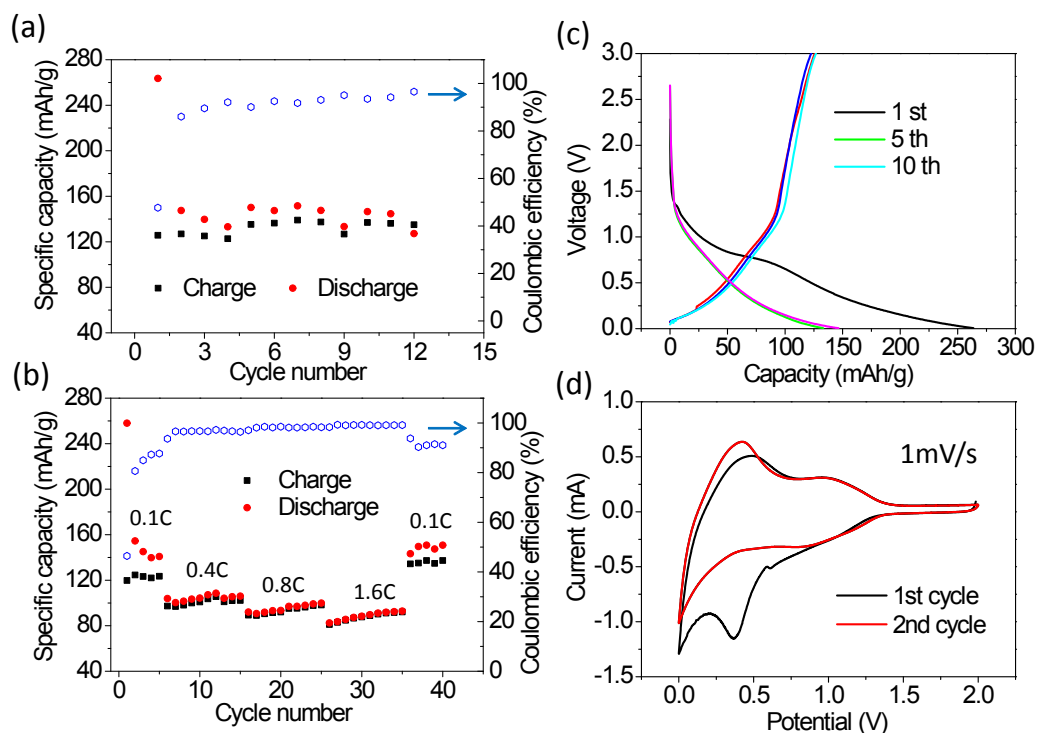 (a)
280
240
200
160
120
80
40
100
80
60
40
20
0
Specific capacity (mAh/g)
Coulombic efficiency (%)
Charge
Discharge
0 3 6 9 12 15
Cycle number
(b)
280
240
200
160
120
80
40
100
80
60
40
20
0
Specific capacity (mAh/g)
Coulombic efficiency (%)
Charge
Discharge
0.1C
0.4C
0.8C
1.6C
0.1C
0 10 20 30 40
Cycle number
(c)
3.0
2.5
2.0
1.5
1.0
0.5
0.0
Voltage (V)
1 st
5 th
10 th
0 50 100 150 200 250 300
Capacity (mAh/g)
(d)
1.0
0.5
0.0
-0.5
-1.0
-1.5
Current (mA)
1mV/s
1st cycle
2nd cycle
0.0 0.5 1.0 1.5 2.0
Potential (V)